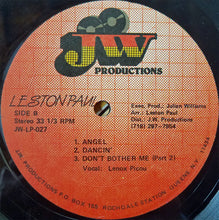 JW
PRODUCTIONS
LESTON PAUL
SIDE B
Stereo 33 1/3 RPM
JW-LP-027
Exec. Prod.: Julian Williams
Arr.: Leston Paul
Dist.: J.W. Productions
(718) 297-7954
1. ANGEL
2. DANCIN'
3. DON'T BOTHER ME (Part 2)
Vocal: Lenox Picou
J.W. PRODUCTIONS P.O. BOX 165 ROCHDALE STATION QUEENS, N.Y. 11434